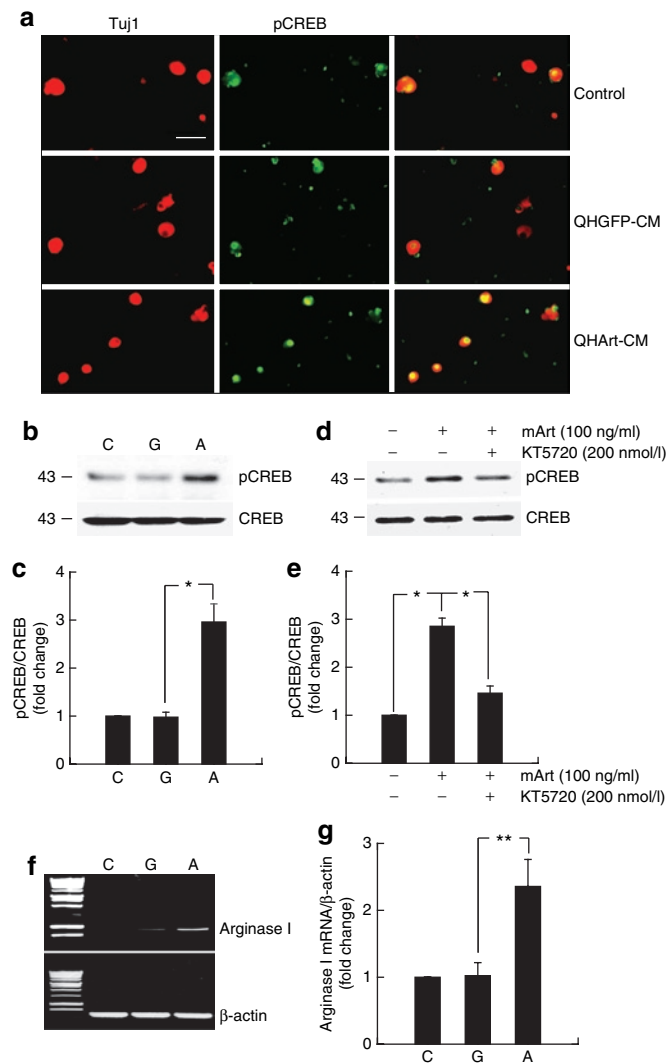 a
Tuj1 pCREB
Control
QHGFP-CM
QHArt-CM
b
C G A
43 – pCREB
43 – CREB
c
pCREB/CREB
(fold change)
4
3
2
1
0
*
C G A
d
– + + mArt (100 ng/ml)
– – + KT5720 (200 nmol/l)
43 – pCREB
43 – CREB
e
pCREB/CREB
(fold change)
4
3
2
1
0
* *
– + + mArt (100 ng/ml)
– – + KT5720 (200 nmol/l)
f
C G A
Arginase I
β-actin
g
Arginase I mRNA/β-actin
(fold change)
3
2
1
0
**
C G A